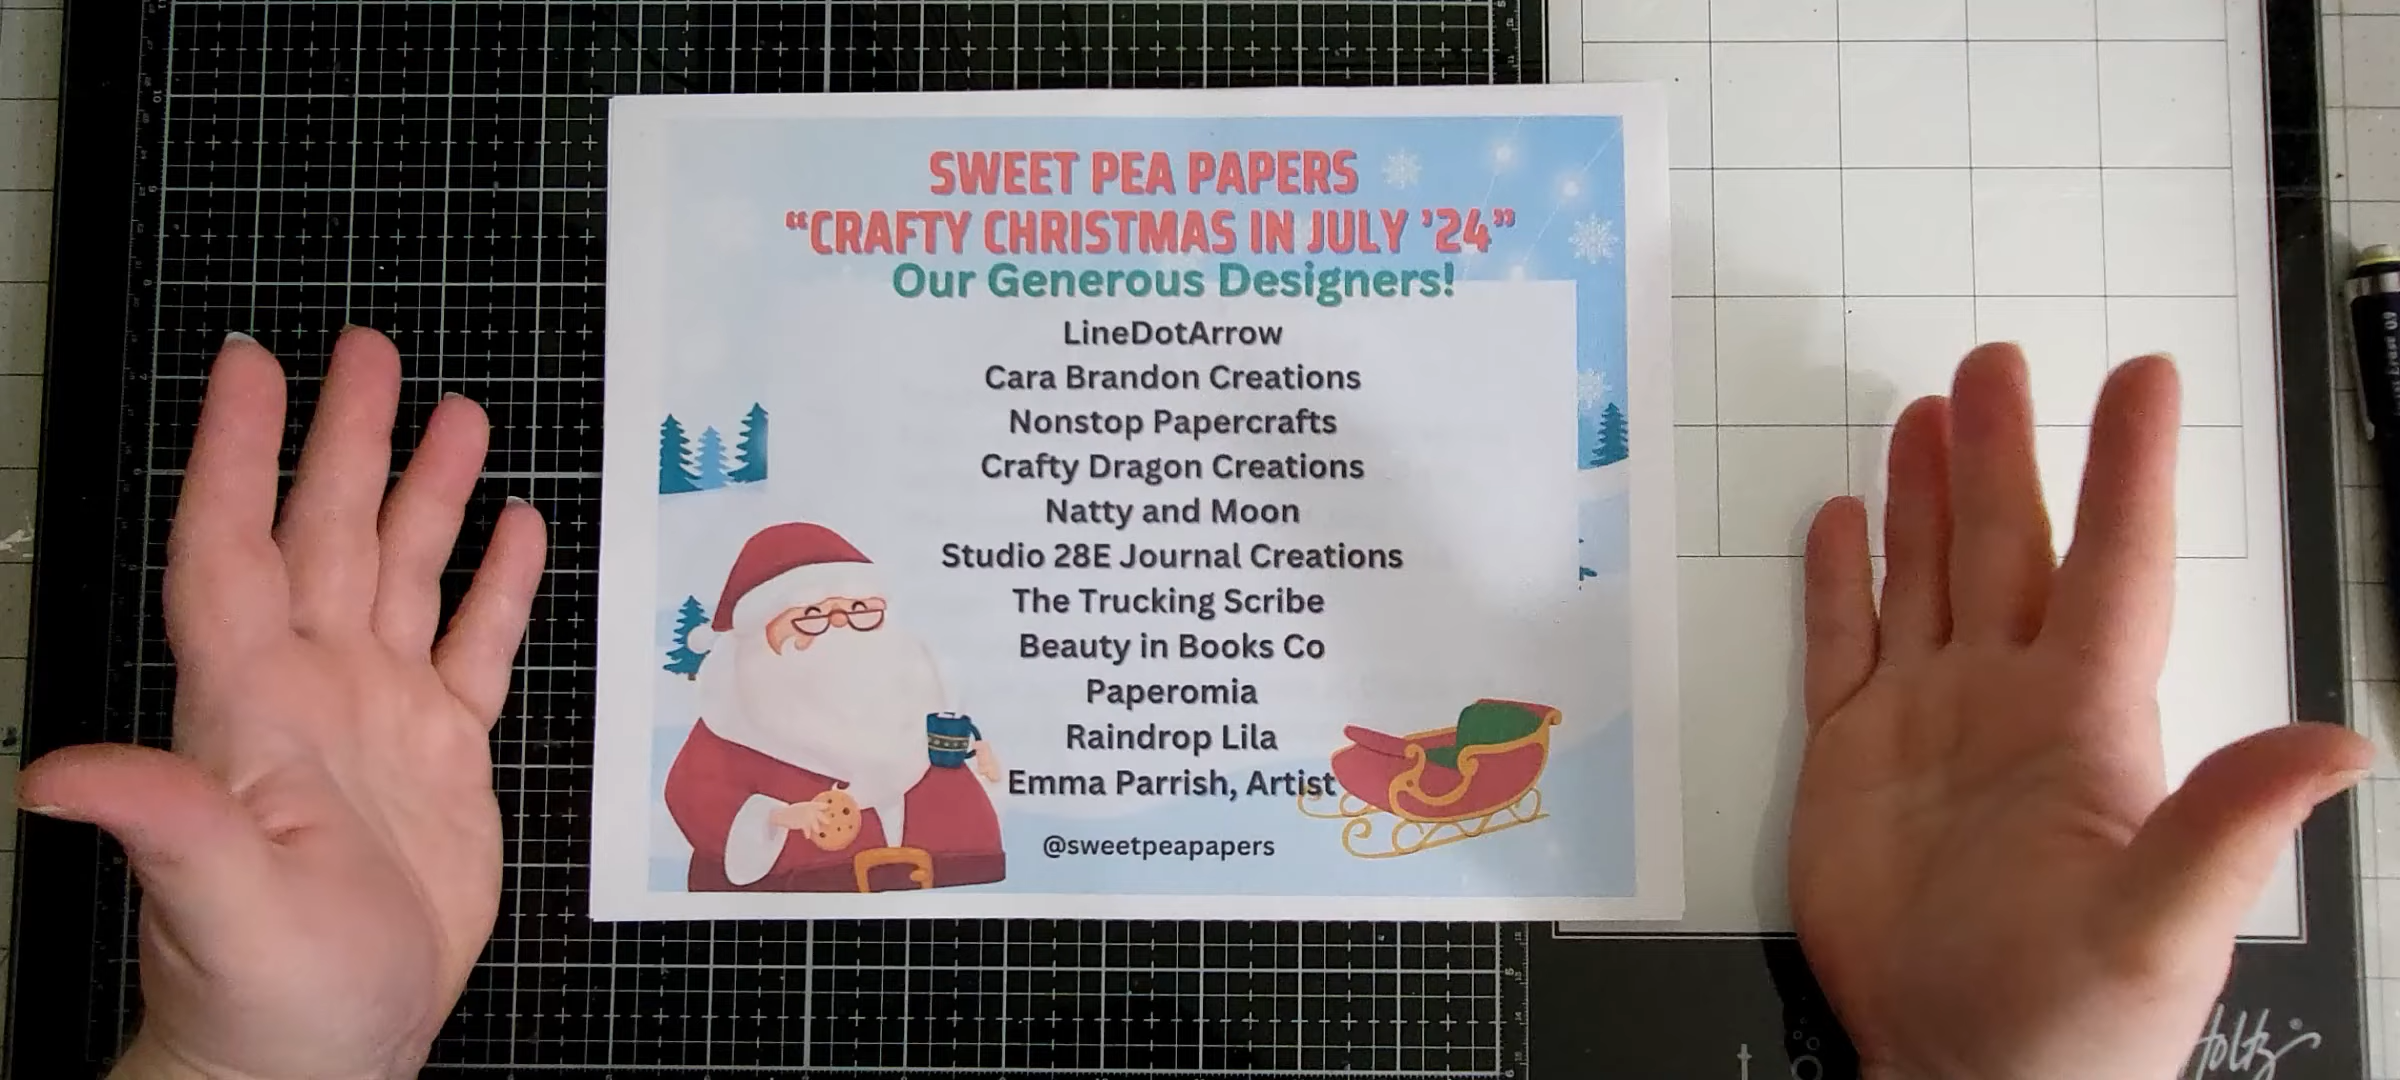 SWEET PEA PAPERS
“CRAFTY CHRISTMAS IN JULY ’24”
Our Generous Designers!
LineDotArrow
Cara Brandon Creations
Nonstop Papercrafts
Crafty Dragon Creations
Natty and Moon
Studio 28E Journal Creations
The Trucking Scribe
Beauty in Books Co
Paperomia
Raindrop Lila
Emma Parrish, Artist
@sweetpeapapers
Holtz